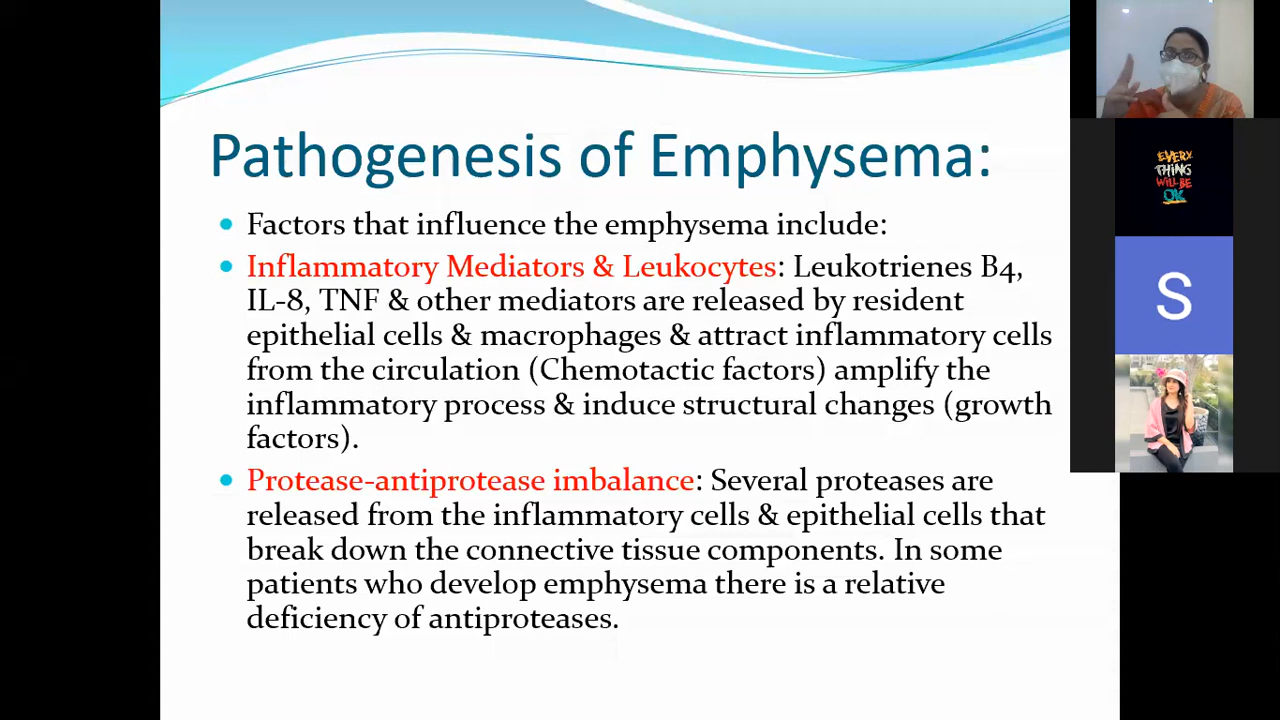 Pathogenesis of Emphysema:
• Factors that influence the emphysema include:
• Inflammatory Mediators & Leukocytes: Leukotrienes B4,
IL-8, TNF & other mediators are released by resident
epithelial cells & macrophages & attract inflammatory cells
from the circulation (Chemotactic factors) amplify the
inflammatory process & induce structural changes (growth
factors).
• Protease-antiprotease imbalance: Several proteases are
released from the inflammatory cells & epithelial cells that
break down the connective tissue components. In some
patients who develop emphysema there is a relative
deficiency of antiproteases.
EVERY
THING
WILL BE
OK
S